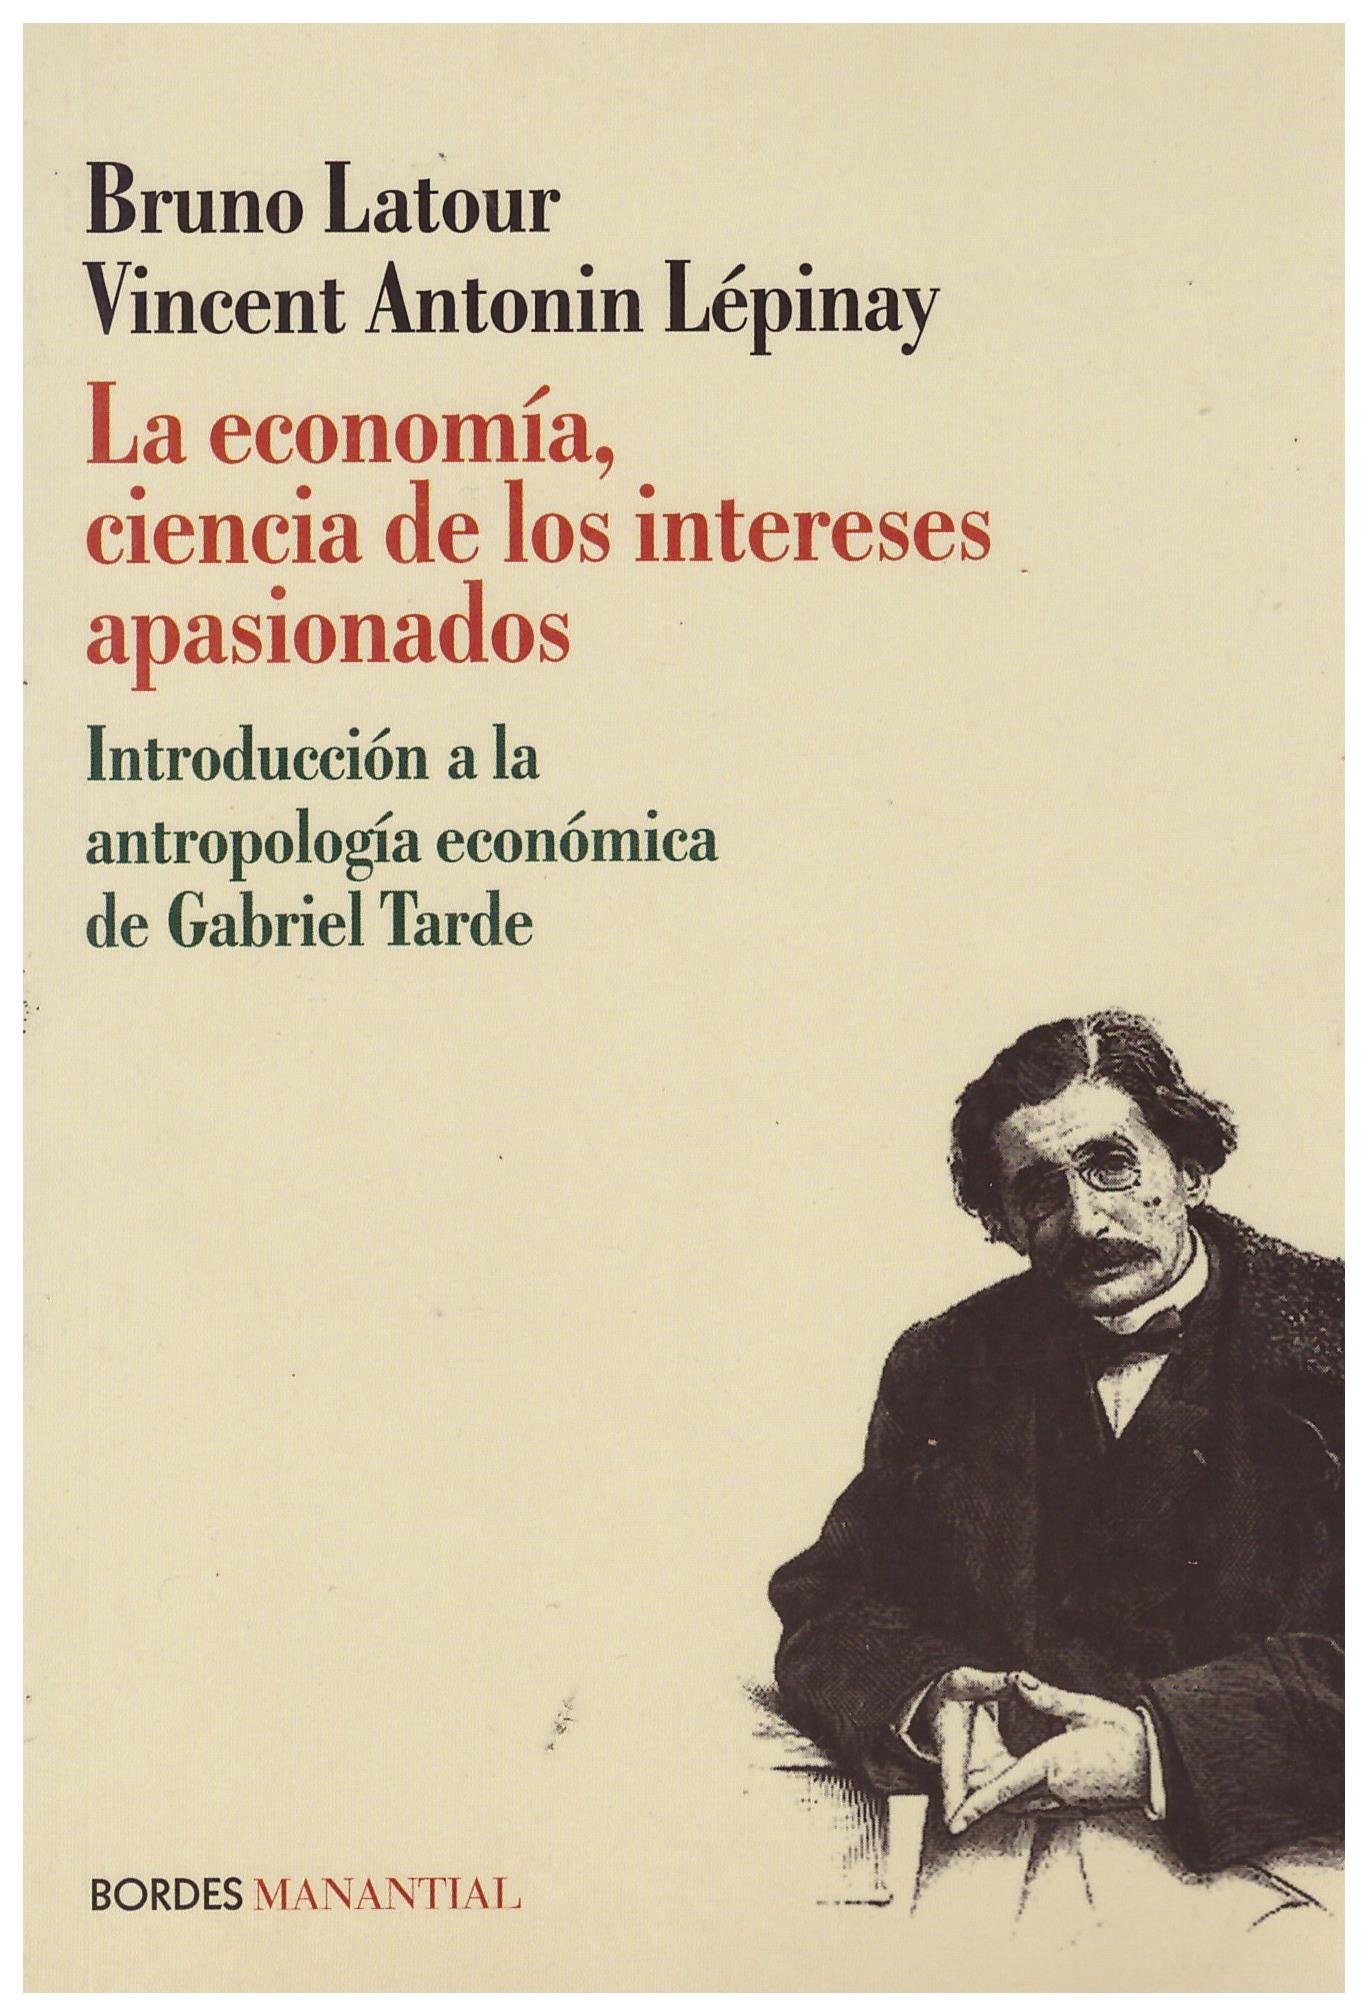 Bruno Latour
Vincent Antonin Lépinay
La economía,
ciencia de los intereses
apasionados
Introducción a la
antropología económica
de Gabriel Tarde
BORDES MANANTIAL